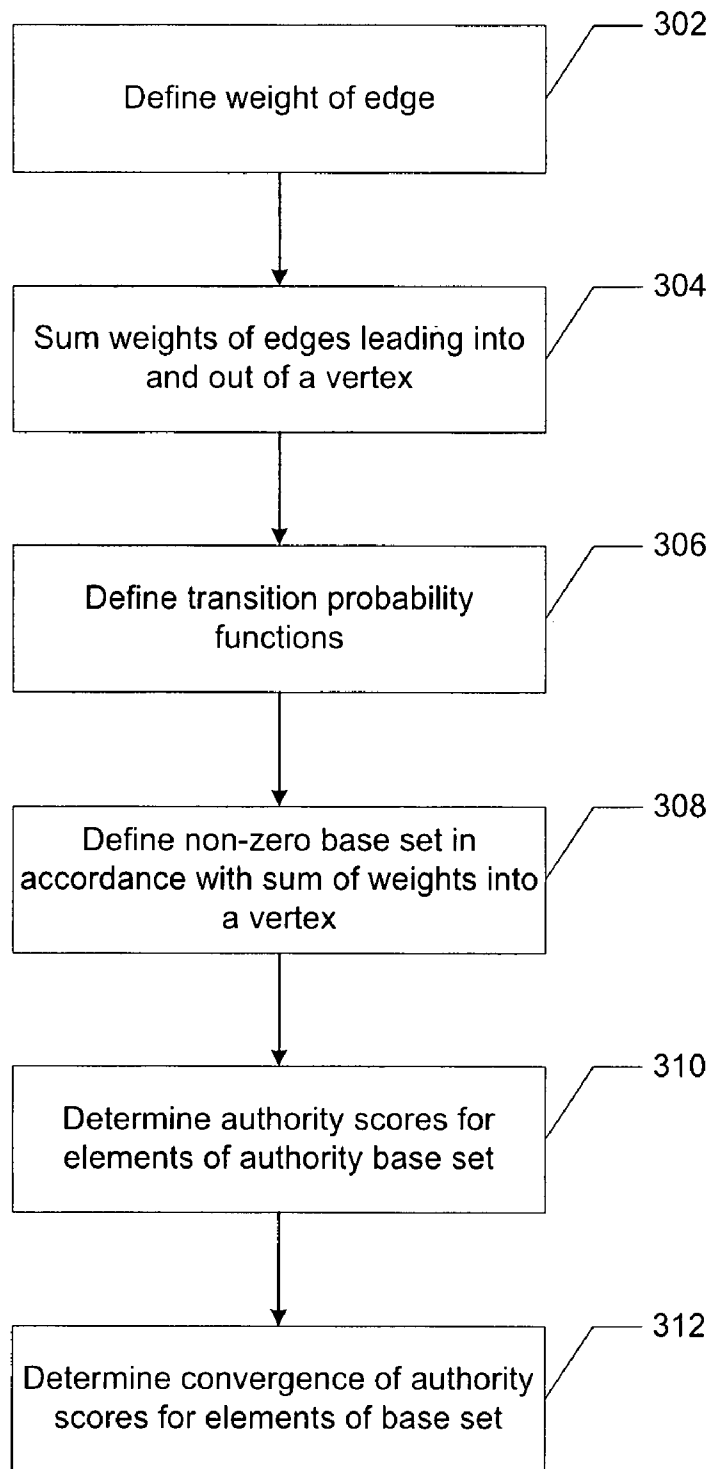 302
Define weight of edge
304
Sum weights of edges leading into
and out of a vertex
306
Define transition probability
functions
308
Define non-zero base set in
accordance with sum of weights into
a vertex
310
Determine authority scores for
elements of authority base set
312
Determine convergence of authority
scores for elements of base set